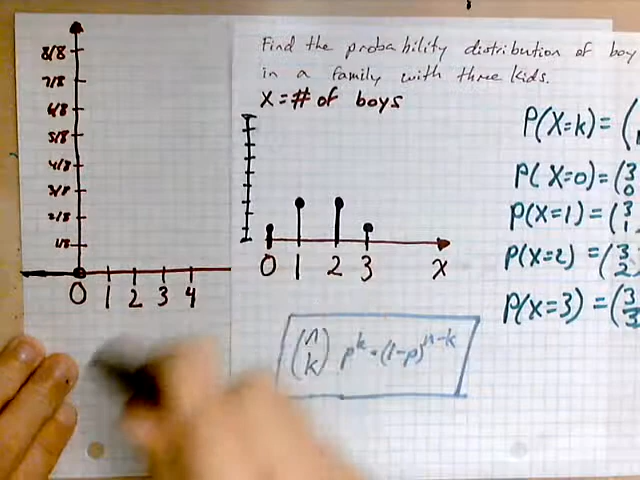 Find the probability distribution of boy
in a family with three kids.
X = # of boys
8/8
7/8
6/8
5/8
4/8
3/8
2/8
1/8
0 1 2 3 4
0 1 2 3 X
(n k) p^k · (1-p)^n-k
P(X=k) = (
P(X=0) = (3 0
P(X=1) = (3 1
P(X=2) = (3 2
P(X=3) = (3 3